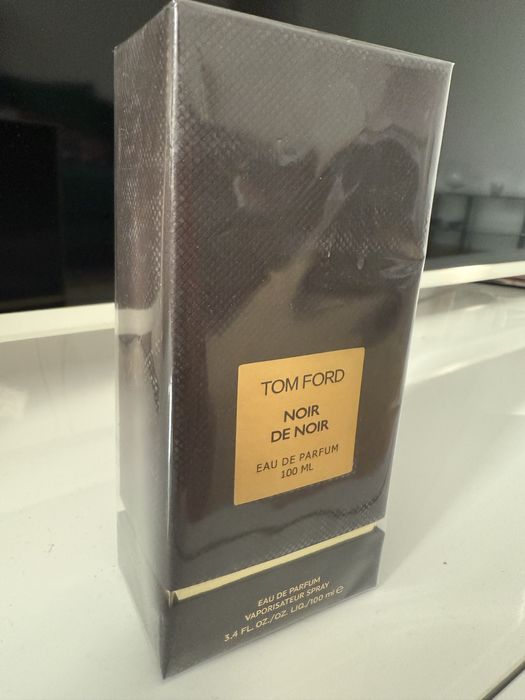 TOM FORD
NOIR
DE NOIR
EAU DE PARFUM
100 ML
EAU DE PARFUM
VAPORISATEUR SPRAY
3.4 FL. OZ./OZ. LIQ./100 ml ℮